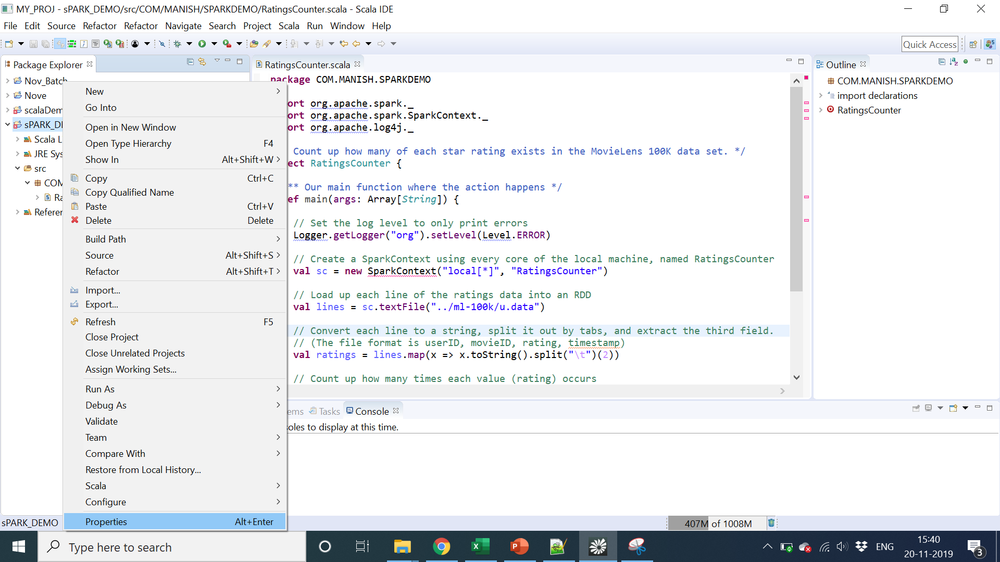 MY_PROJ - sPARK_DEMO/src/COM/MANISH/SPARKDEMO/RatingsCounter.scala - Scala IDE
File Edit Source Refactor Refactor Navigate Search Project Scala Run Window Help
Quick Access
Package Explorer
Nov_Batch
Nove
scalaDem
sPARK_DE
Scala L
JRE Sys
src
COM
Ra
Referen
New
Go Into
Open in New Window
Open Type Hierarchy F4
Show In Alt+Shift+W
Copy Ctrl+C
Copy Qualified Name
Paste Ctrl+V
Delete Delete
Build Path
Source Alt+Shift+S
Refactor Alt+Shift+T
Import...
Export...
Refresh F5
Close Project
Close Unrelated Projects
Assign Working Sets...
Run As
Debug As
Validate
Team
Compare With
Restore from Local History...
Scala
Configure
Properties Alt+Enter
RatingsCounter.scala
package COM.MANISH.SPARKDEMO
ort org.apache.spark._
ort org.apache.spark.SparkContext._
ort org.apache.log4j._
Count up how many of each star rating exists in the MovieLens 100K data set. */
ect RatingsCounter {
** Our main function where the action happens */
ef main(args: Array[String]) {
// Set the log level to only print errors
Logger.getLogger("org").setLevel(Level.ERROR)
// Create a SparkContext using every core of the local machine, named RatingsCounter
val sc = new SparkContext("local[*]", "RatingsCounter")
// Load up each line of the ratings data into an RDD
val lines = sc.textFile("../ml-100k/u.data")
// Convert each line to a string, split it out by tabs, and extract the third field.
// (The file format is userID, movieID, rating, timestamp)
val ratings = lines.map(x => x.toString().split("\t")(2))
// Count up how many times each value (rating) occurs
Outline
COM.MANISH.SPARKDEMO
import declarations
RatingsCounter
ems Tasks Console
soles to display at this time.
sPARK_DEMO
407M of 1008M
Type here to search
ENG
15:40
20-11-2019
3